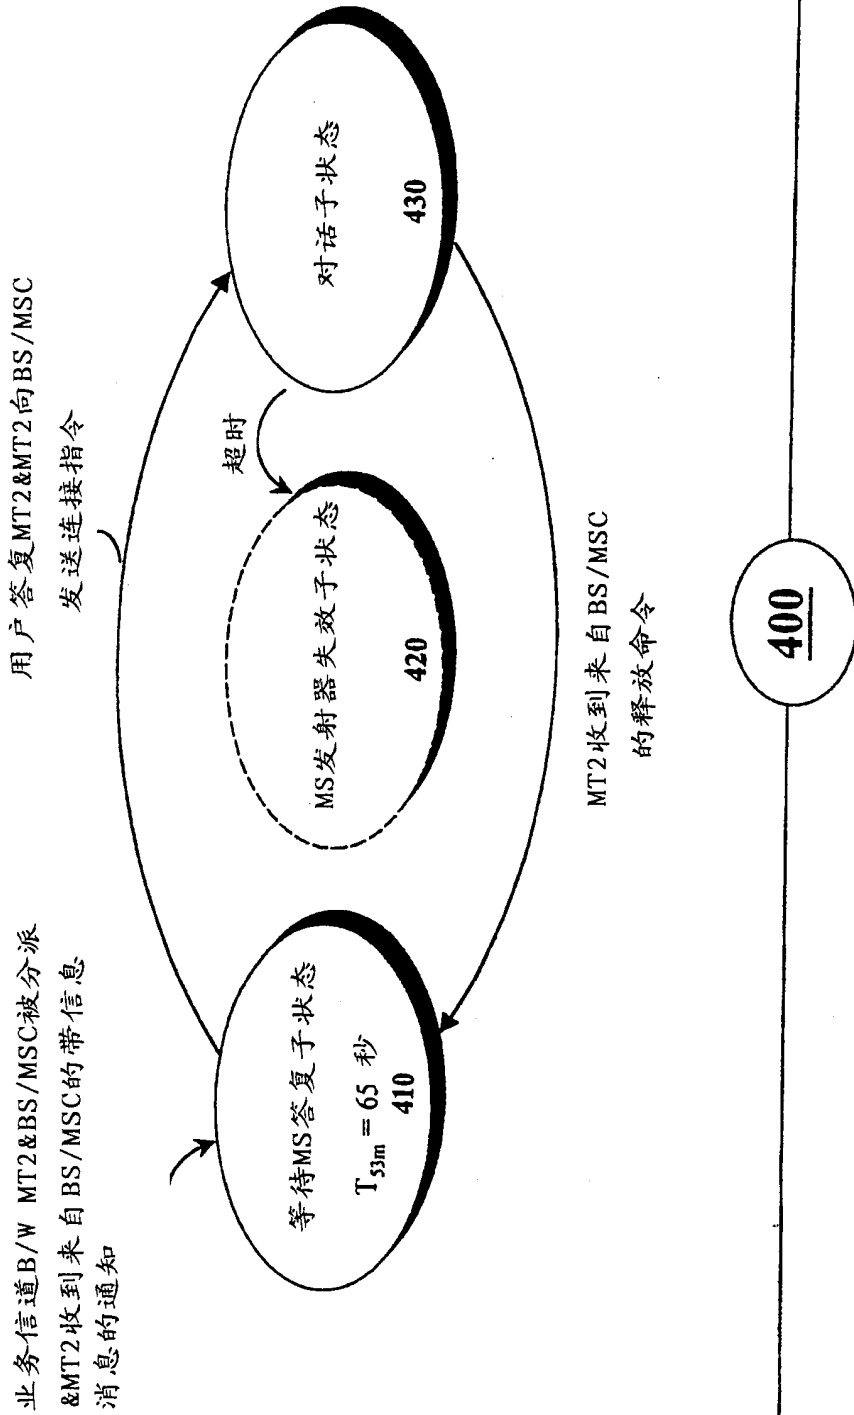 业务信道B/W MT2&BS/MSC被分派
&MT2收到来自BS/MSC的带信息
消息的通知
用户答复MT2&MT2向BS/MSC
发送连接指令
等待MS答复子状态
T53m = 65 秒
410
MS发射器失效子状态
420
超时
对话子状态
430
MT2收到来自BS/MSC
的释放命令
400